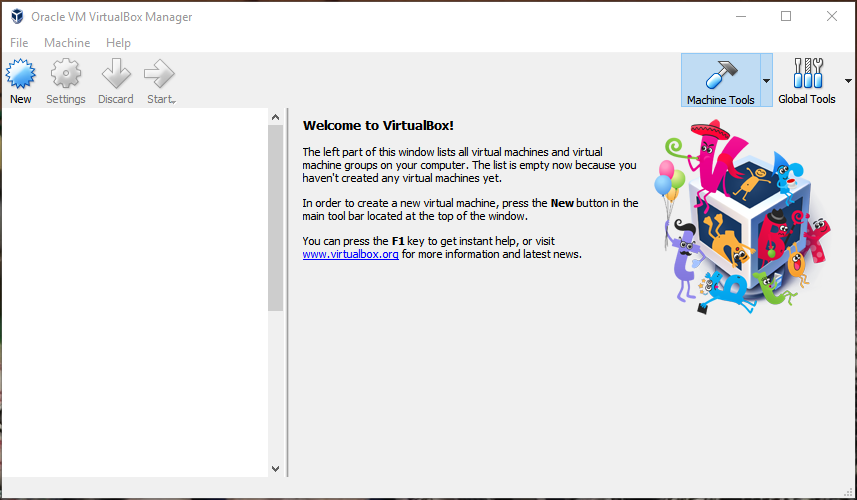 Oracle VM VirtualBox Manager
File Machine Help
New Settings Discard Start
Machine Tools Global Tools
Welcome to VirtualBox!
The left part of this window lists all virtual machines and virtual
machine groups on your computer. The list is empty now because you
haven't created any virtual machines yet.
In order to create a new virtual machine, press the New button in the
main tool bar located at the top of the window.
You can press the F1 key to get instant help, or visit
www.virtualbox.org for more information and latest news.